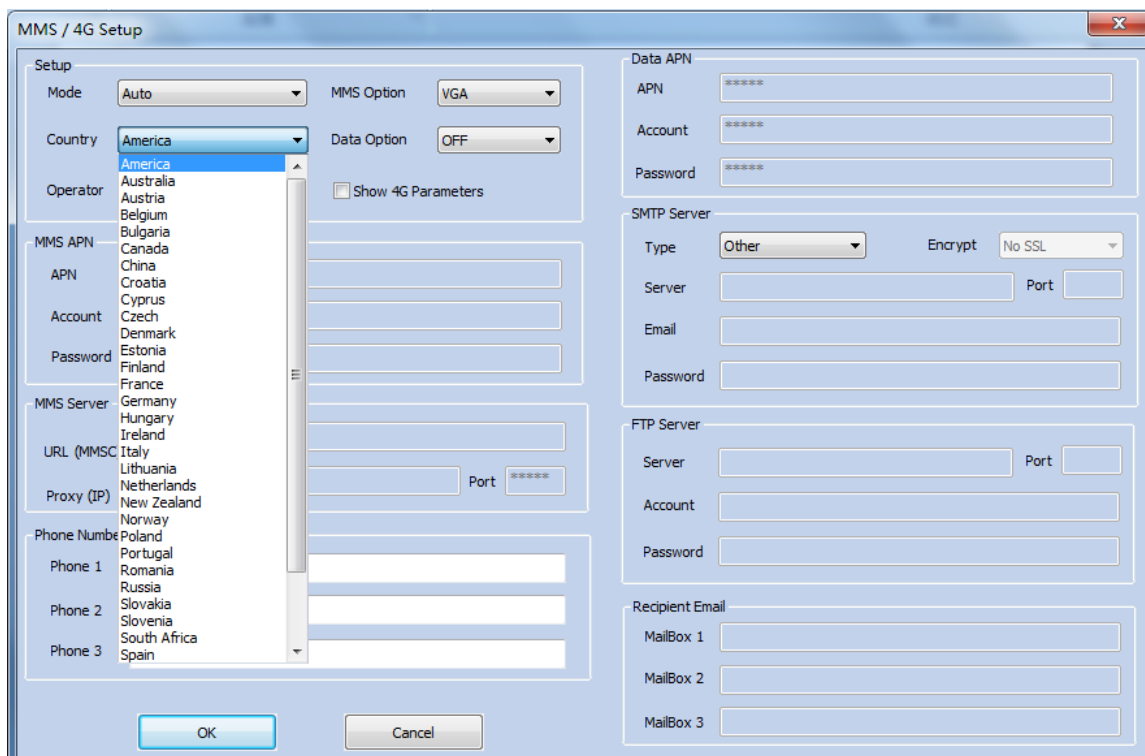 MMS / 4G Setup
Setup
Mode Auto MMS Option VGA
Country America Data Option OFF
America
Australia
Austria
Belgium
Bulgaria
Canada
China
Croatia
Cyprus
Czech
Denmark
Estonia
Finland
France
Germany
Hungary
Ireland
Italy
Lithuania
Netherlands
New Zealand
Norway
Poland
Portugal
Romania
Russia
Slovakia
Slovenia
South Africa
Spain
Operator Show 4G Parameters
MMS APN
APN
Account
Password
MMS Server
URL (MMSC
Proxy (IP) Port *****
Phone Numbe
Phone 1
Phone 2
Phone 3
OK Cancel
Data APN
APN *****
Account *****
Password *****
SMTP Server
Type Other Encrypt No SSL
Server Port
Email
Password
FTP Server
Server Port
Account
Password
Recipient Email
MailBox 1
MailBox 2
MailBox 3